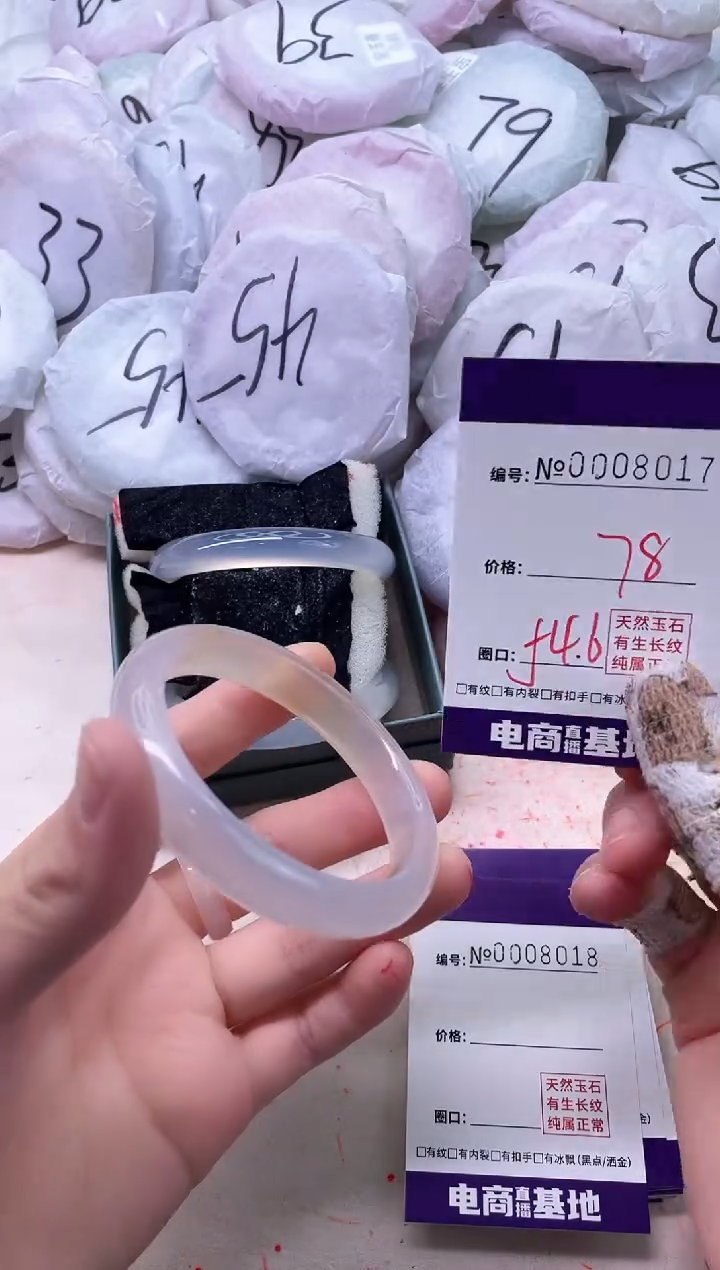 39
79
33
45
45
编号: №0008017
价格: 78
圈口: f4.6
天然玉石
有生长纹
纯属正
□有纹□有内裂□有扣手□有冰
电商直播基地
编号: №0008018
价格:
圈口:
天然玉石
有生长纹
纯属正常
金)
□有纹□有内裂□有扣手□有冰飘(黑点/洒金)
电商直播基地